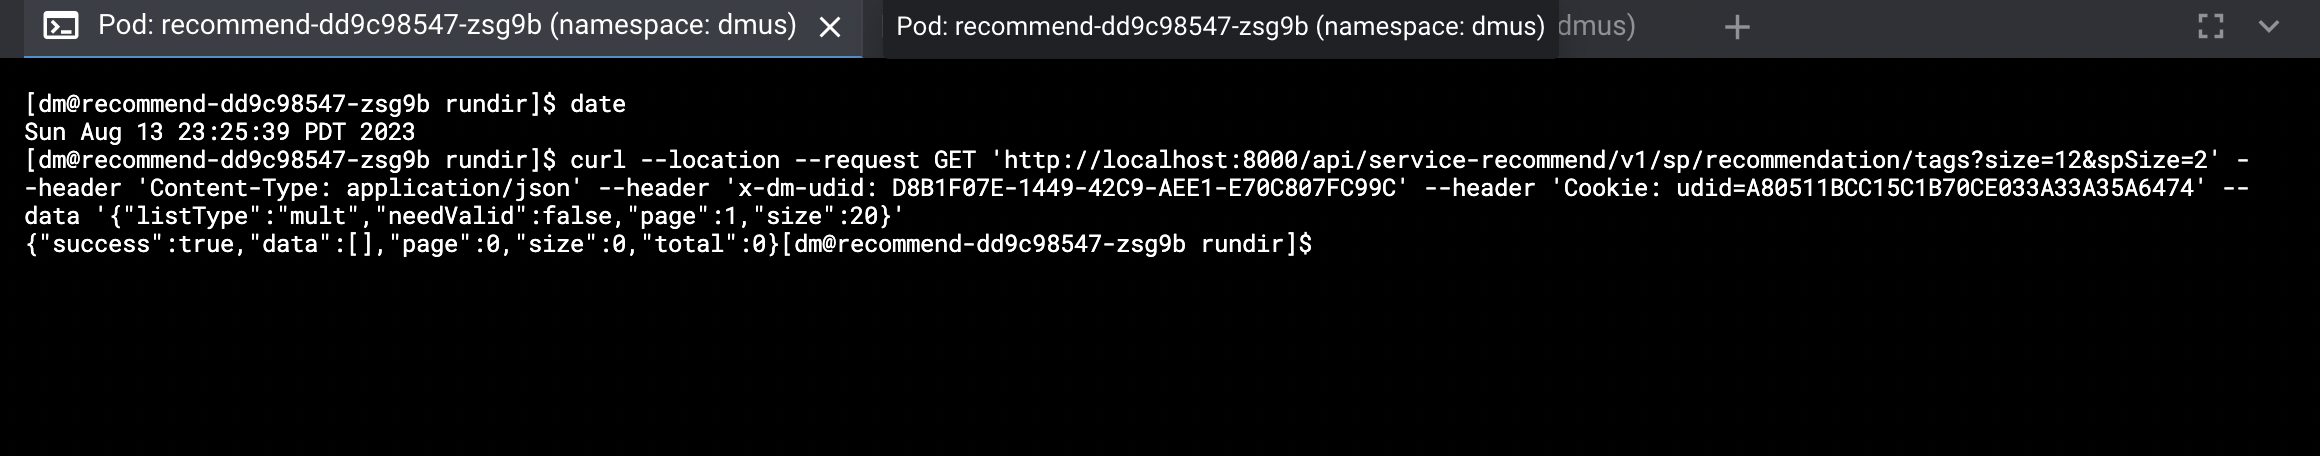 Pod: recommend-dd9c98547-zsg9b (namespace: dmus) Pod: recommend-dd9c98547-zsg9b (namespace: dmus) dmus)
[dm@recommend-dd9c98547-zsg9b rundir]$ date
Sun Aug 13 23:25:39 PDT 2023
[dm@recommend-dd9c98547-zsg9b rundir]$ curl --location --request GET 'http://localhost:8000/api/service-recommend/v1/sp/recommendation/tags?size=12&spSize=2' -
-header 'Content-Type: application/json' --header 'x-dm-udid: D8B1F07E-1449-42C9-AEE1-E70C807FC99C' --header 'Cookie: udid=A80511BCC15C1B70CE033A33A35A6474' --
data '{"listType":"mult","needValid":false,"page":1,"size":20}'
{"success":true,"data":[],"page":0,"size":0,"total":0}[dm@recommend-dd9c98547-zsg9b rundir]$